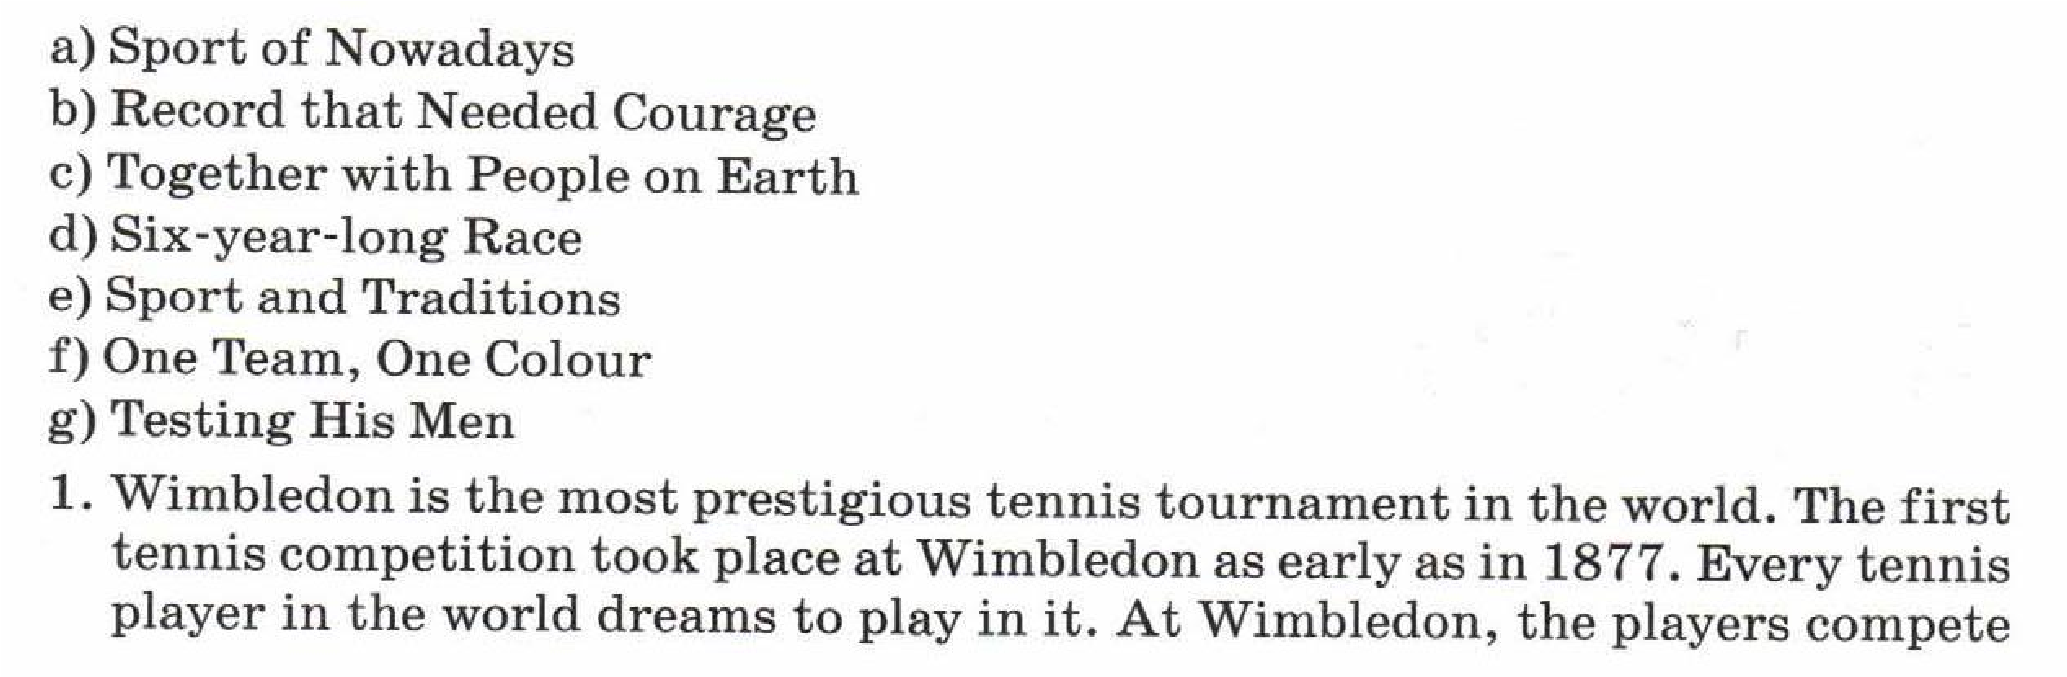 a) Sport of Nowadays
b) Record that Needed Courage
c) Together with People on Earth
d) Six-year-long Race
e) Sport and Traditions
f) One Team, One Colour
g) Testing His Men
1. Wimbledon is the most prestigious tennis tournament in the world. The first
tennis competition took place at Wimbledon as early as in 1877. Every tennis
player in the world dreams to play in it. At Wimbledon, the players compete